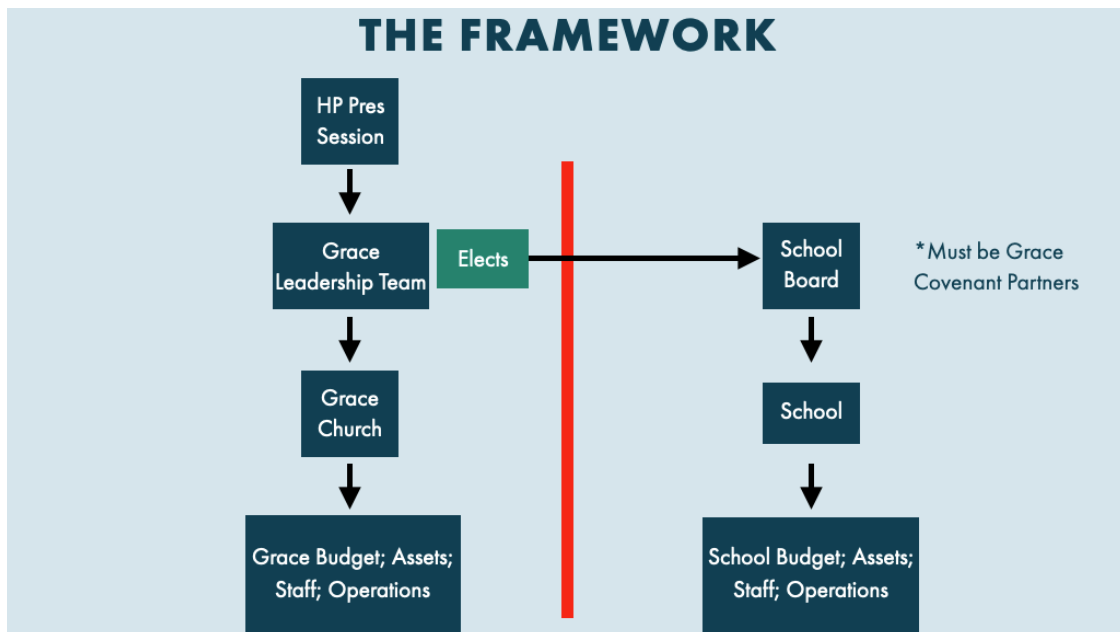 THE FRAMEWORK
HP Pres
Session
Grace
Leadership Team
Elects
School
Board
*Must be Grace
Covenant Partners
Grace
Church
School
Grace Budget; Assets;
Staff; Operations
School Budget; Assets;
Staff; Operations